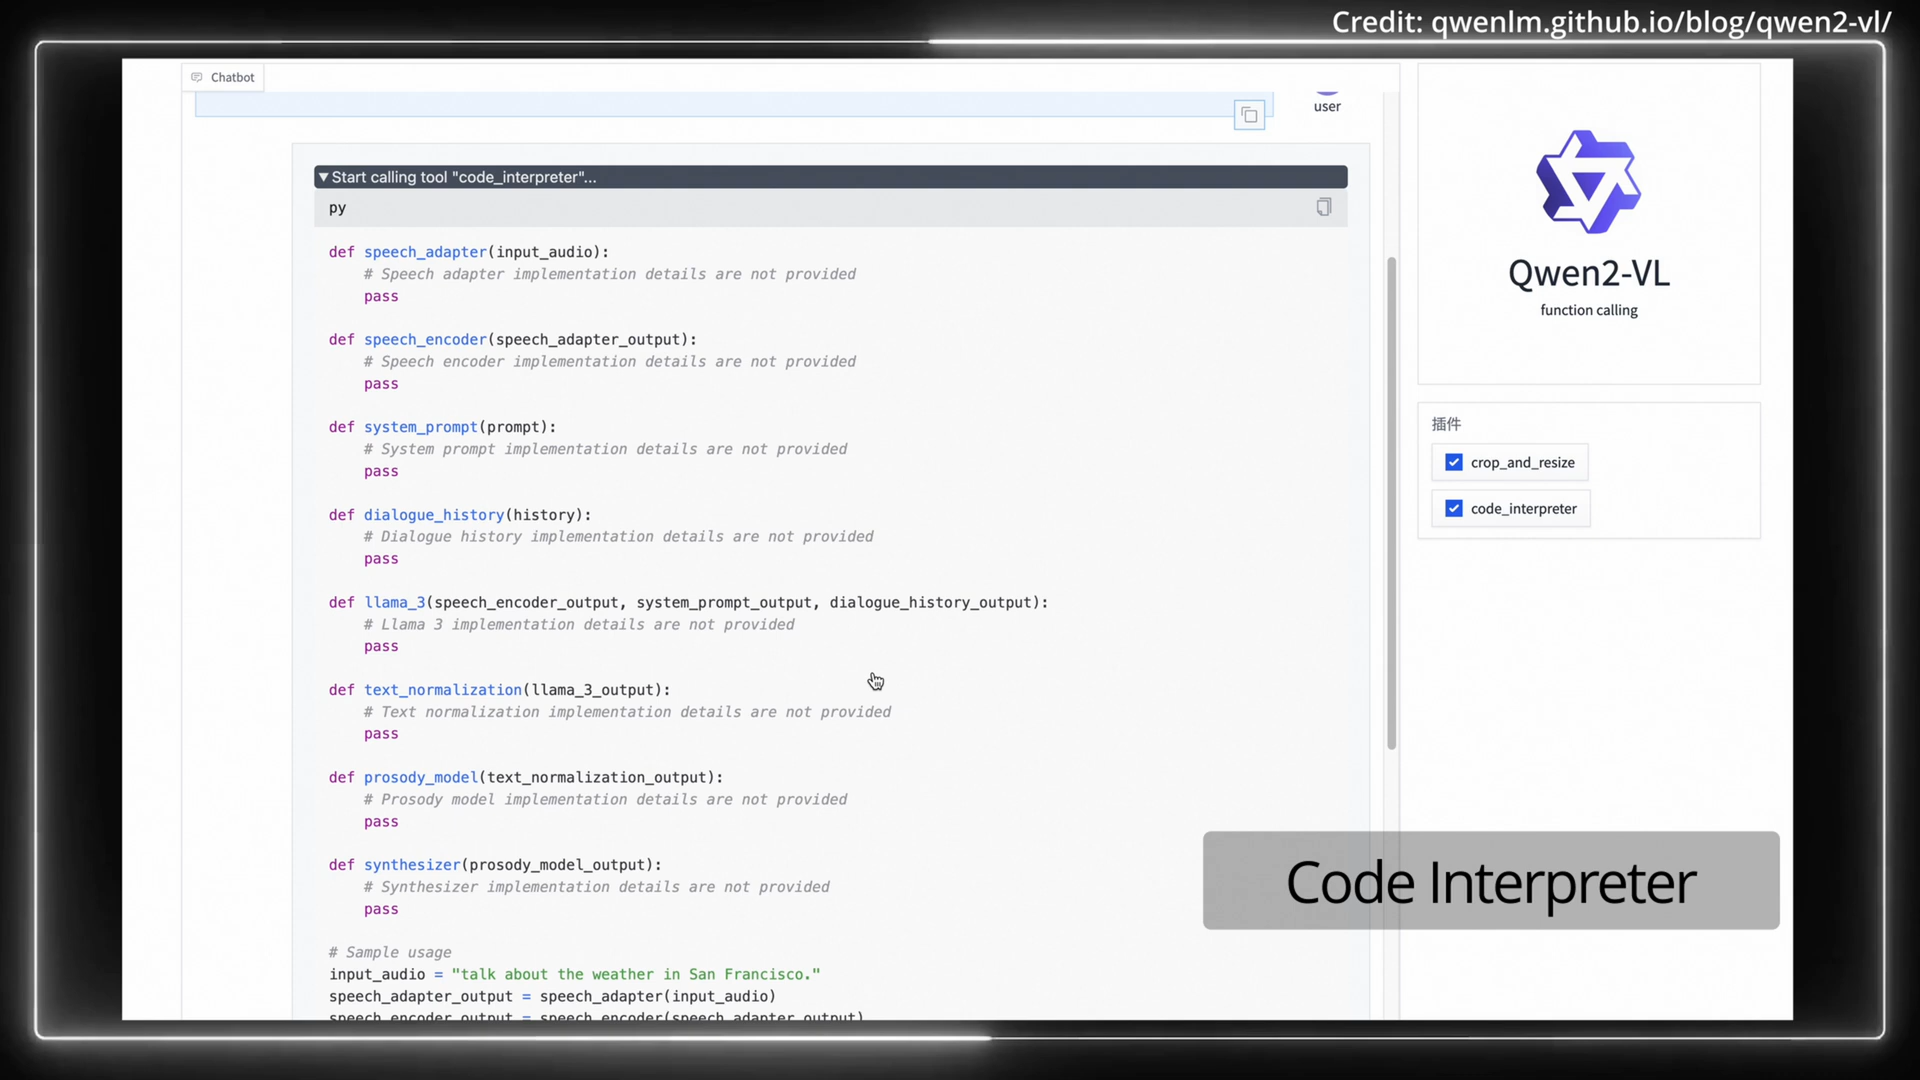 Credit: qwenlm.github.io/blog/qwen2-vl/
Chatbot
user
▼Start calling tool "code_interpreter"...
py
def speech_adapter(input_audio):
    # Speech adapter implementation details are not provided
    pass
def speech_encoder(speech_adapter_output):
    # Speech encoder implementation details are not provided
    pass
def system_prompt(prompt):
    # System prompt implementation details are not provided
    pass
def dialogue_history(history):
    # Dialogue history implementation details are not provided
    pass
def llama_3(speech_encoder_output, system_prompt_output, dialogue_history_output):
    # Llama 3 implementation details are not provided
    pass
def text_normalization(llama_3_output):
    # Text normalization implementation details are not provided
    pass
def prosody_model(text_normalization_output):
    # Prosody model implementation details are not provided
    pass
def synthesizer(prosody_model_output):
    # Synthesizer implementation details are not provided
    pass
# Sample usage
input_audio = "talk about the weather in San Francisco."
speech_adapter_output = speech_adapter(input_audio)
speech_encoder_output = speech_encoder(speech_adapter_output)
Qwen2-VL
function calling
插件
crop_and_resize
code_interpreter
Code Interpreter